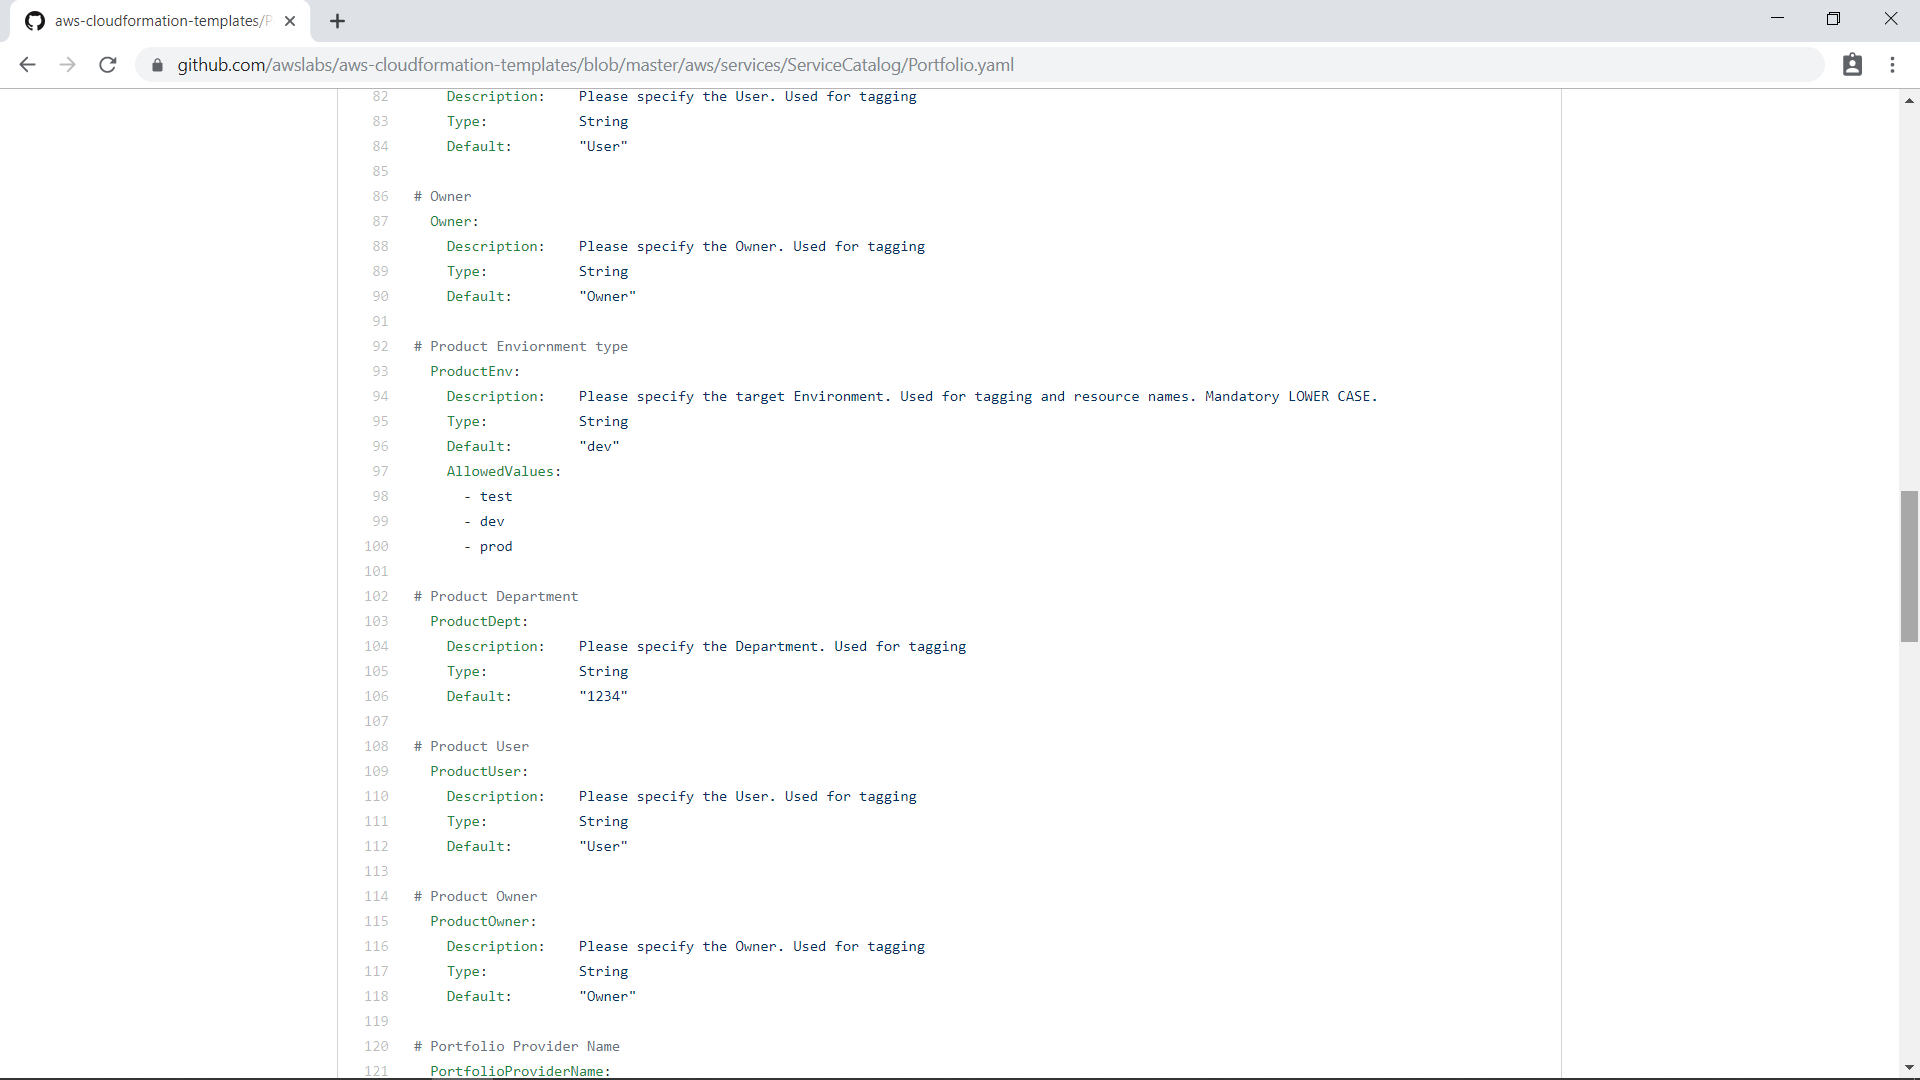 aws-cloudformation-templates/P
github.com/awslabs/aws-cloudformation-templates/blob/master/aws/services/ServiceCatalog/Portfolio.yaml
82 Description: Please specify the User. Used for tagging
83 Type: String
84 Default: "User"
85
86 # Owner
87 Owner:
88 Description: Please specify the Owner. Used for tagging
89 Type: String
90 Default: "Owner"
91
92 # Product Enviornment type
93 ProductEnv:
94 Description: Please specify the target Environment. Used for tagging and resource names. Mandatory LOWER CASE.
95 Type: String
96 Default: "dev"
97 AllowedValues:
98 - test
99 - dev
100 - prod
101
102 # Product Department
103 ProductDept:
104 Description: Please specify the Department. Used for tagging
105 Type: String
106 Default: "1234"
107
108 # Product User
109 ProductUser:
110 Description: Please specify the User. Used for tagging
111 Type: String
112 Default: "User"
113
114 # Product Owner
115 ProductOwner:
116 Description: Please specify the Owner. Used for tagging
117 Type: String
118 Default: "Owner"
119
120 # Portfolio Provider Name
121 PortfolioProviderName: